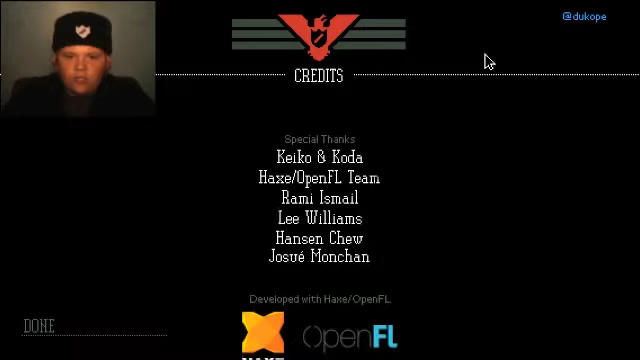 @dukope
CREDITS
Special Thanks
Keiko & Koda
Haxe/OpenFL Team
Rami Ismail
Lee Williams
Hansen Chew
Josué Monchan
Developed with Haxe/OpenFL
DONE
OpenFL
HAXE